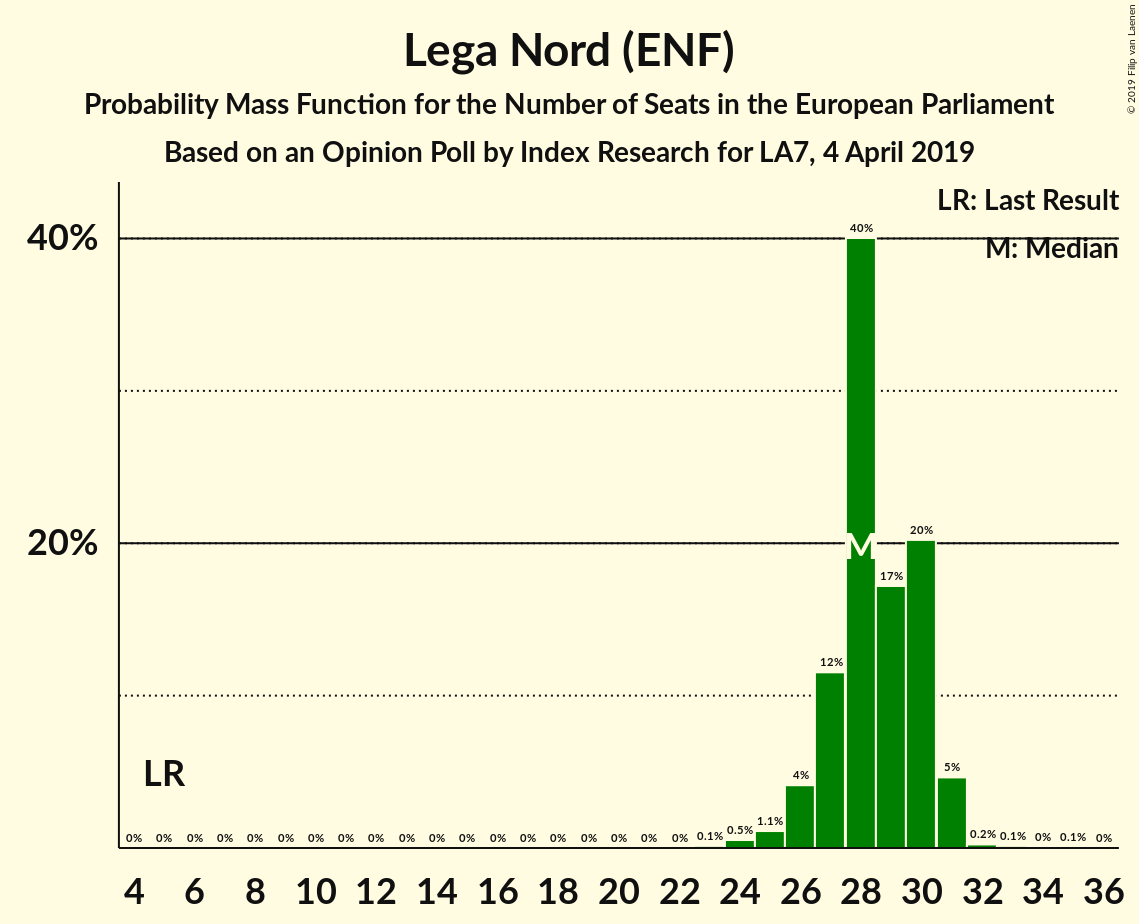 Lega Nord (ENF)
Probability Mass Function for the Number of Seats in the European Parliament
Based on an Opinion Poll by Index Research for LA7, 4 April 2019
© 2019 Filip van Laenen
LR: Last Result
M: Median
40%
20%
40%
M
20%
17%
12%
LR
4%
5%
0% 0% 0% 0% 0% 0% 0% 0% 0% 0% 0% 0% 0% 0% 0% 0% 0% 0% 0% 0.1% 0.5% 1.1% 0.2% 0.1% 0% 0.1% 0%
4 6 8 10 12 14 16 18 20 22 24 26 28 30 32 34 36